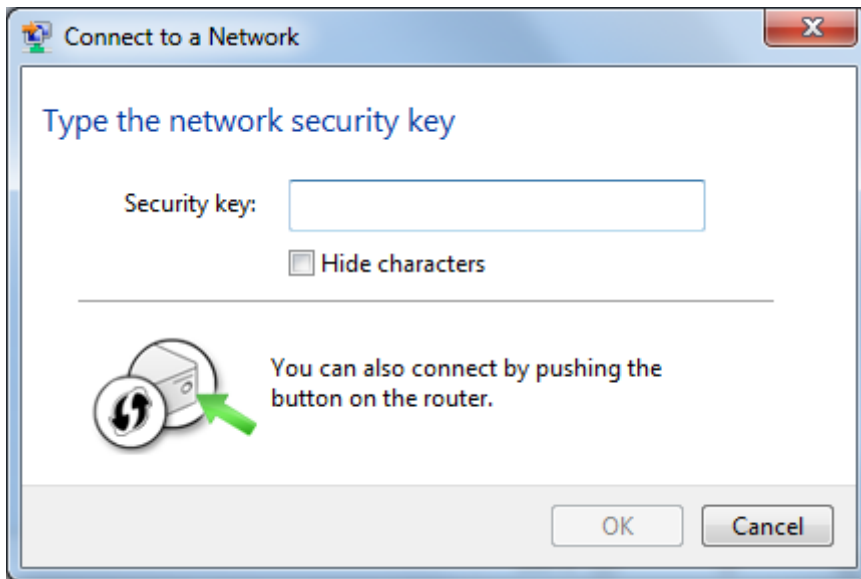 Connect to a Network
Type the network security key
Security key:
Hide characters
You can also connect by pushing the
button on the router.
OK
Cancel